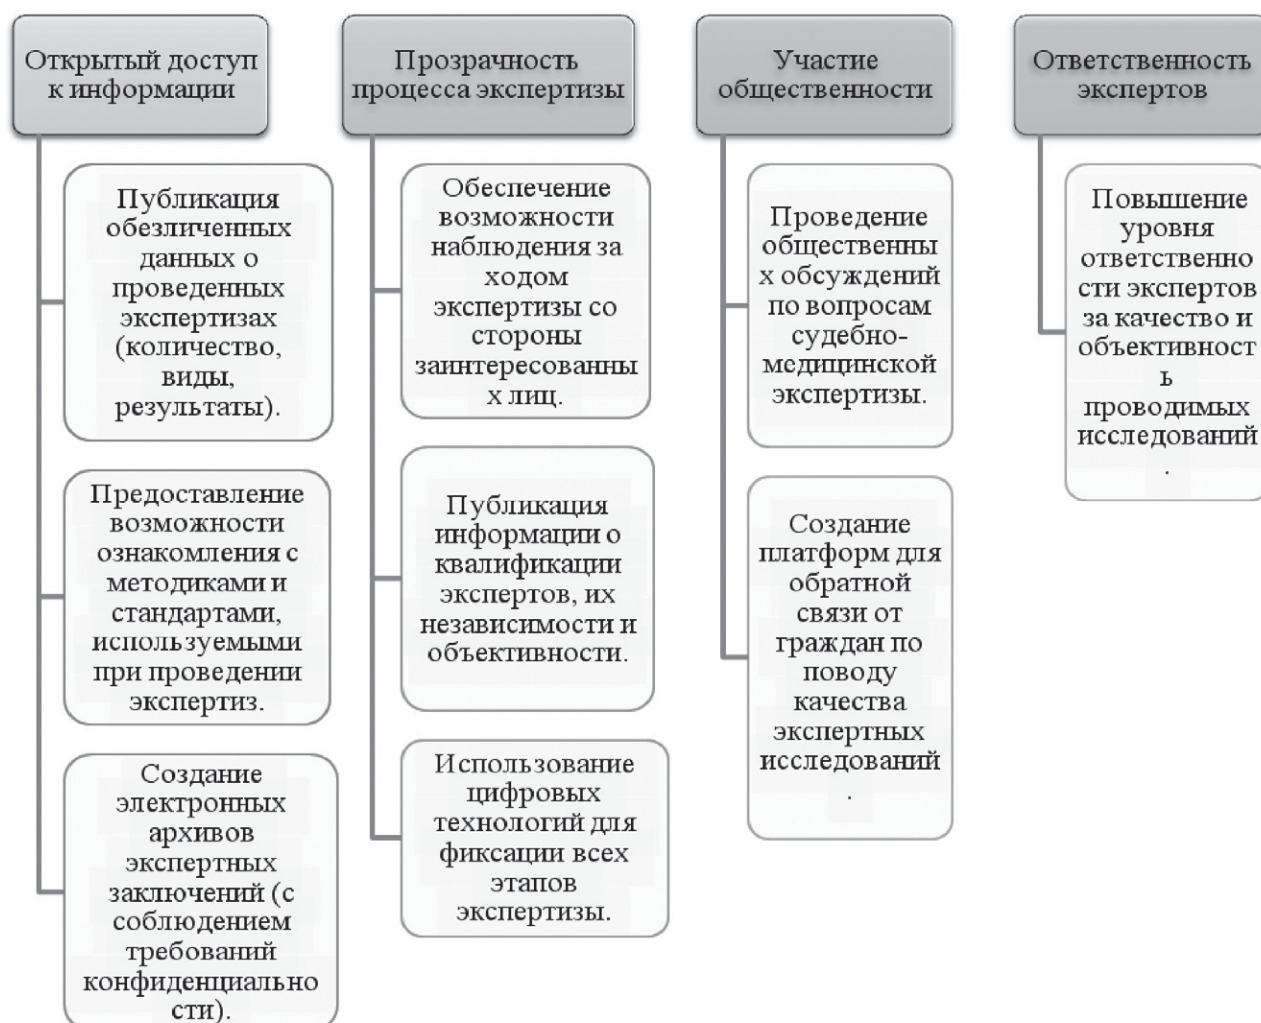 Открытый доступ
к информации
Публикация
обезличенных
данных о
проведенных
экспертизах
(количество,
виды,
результаты).
Предоставление
возможности
ознакомления с
методиками и
стандартами,
используемыми
при проведении
экспертиз.
Создание
электронных
архивов
экспертных
заключений (с
соблюдением
требований
конфиденциально
сти).
Прозрачность
процесса экспертизы
Обеспечение
возможности
наблюдения за
ходом
экспертизы со
стороны
заинтересованны
х лиц.
Публикация
информации о
квалификации
экспертов, их
независимости и
объективности.
Использование
цифровых
технологий для
фиксации всех
этапов
экспертизы.
Участие
общественности
Проведение
общественны
х обсуждений
по вопросам
судебно-
медицинской
экспертизы.
Создание
платформ для
обратной
связи от
граждан по
поводу
качества
экспертных
исследований
.
Ответственность
экспертов
Повышение
уровня
ответственно
сти экспертов
за качество и
объективност
ь
проводимых
исследований
.